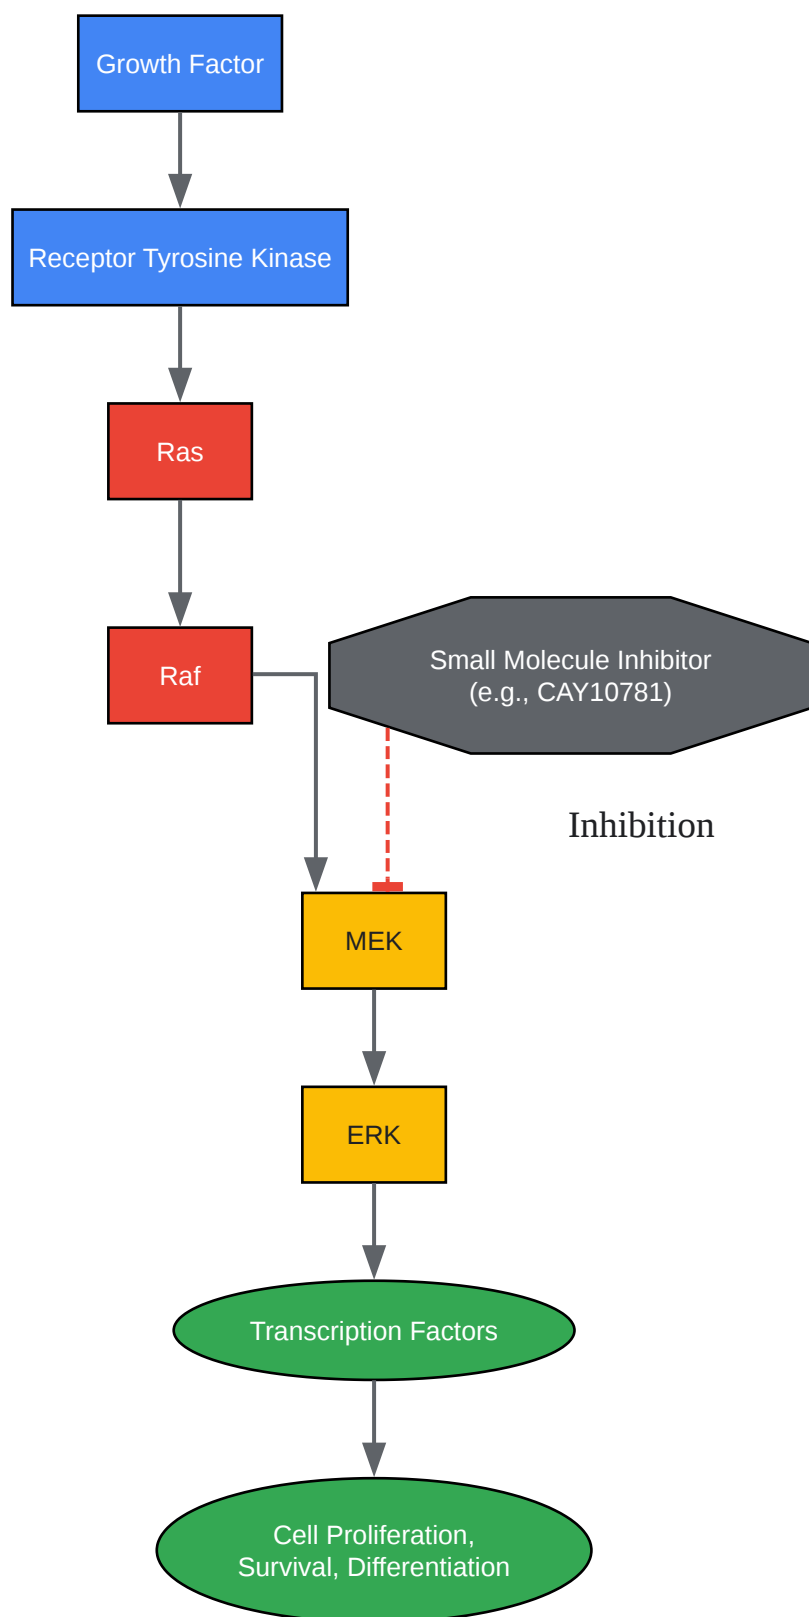 Growth Factor
Receptor Tyrosine Kinase
Ras
Raf
Small Molecule Inhibitor
(e.g., CAY10781)
Inhibition
MEK
ERK
Transcription Factors
Cell Proliferation,
Survival, Differentiation